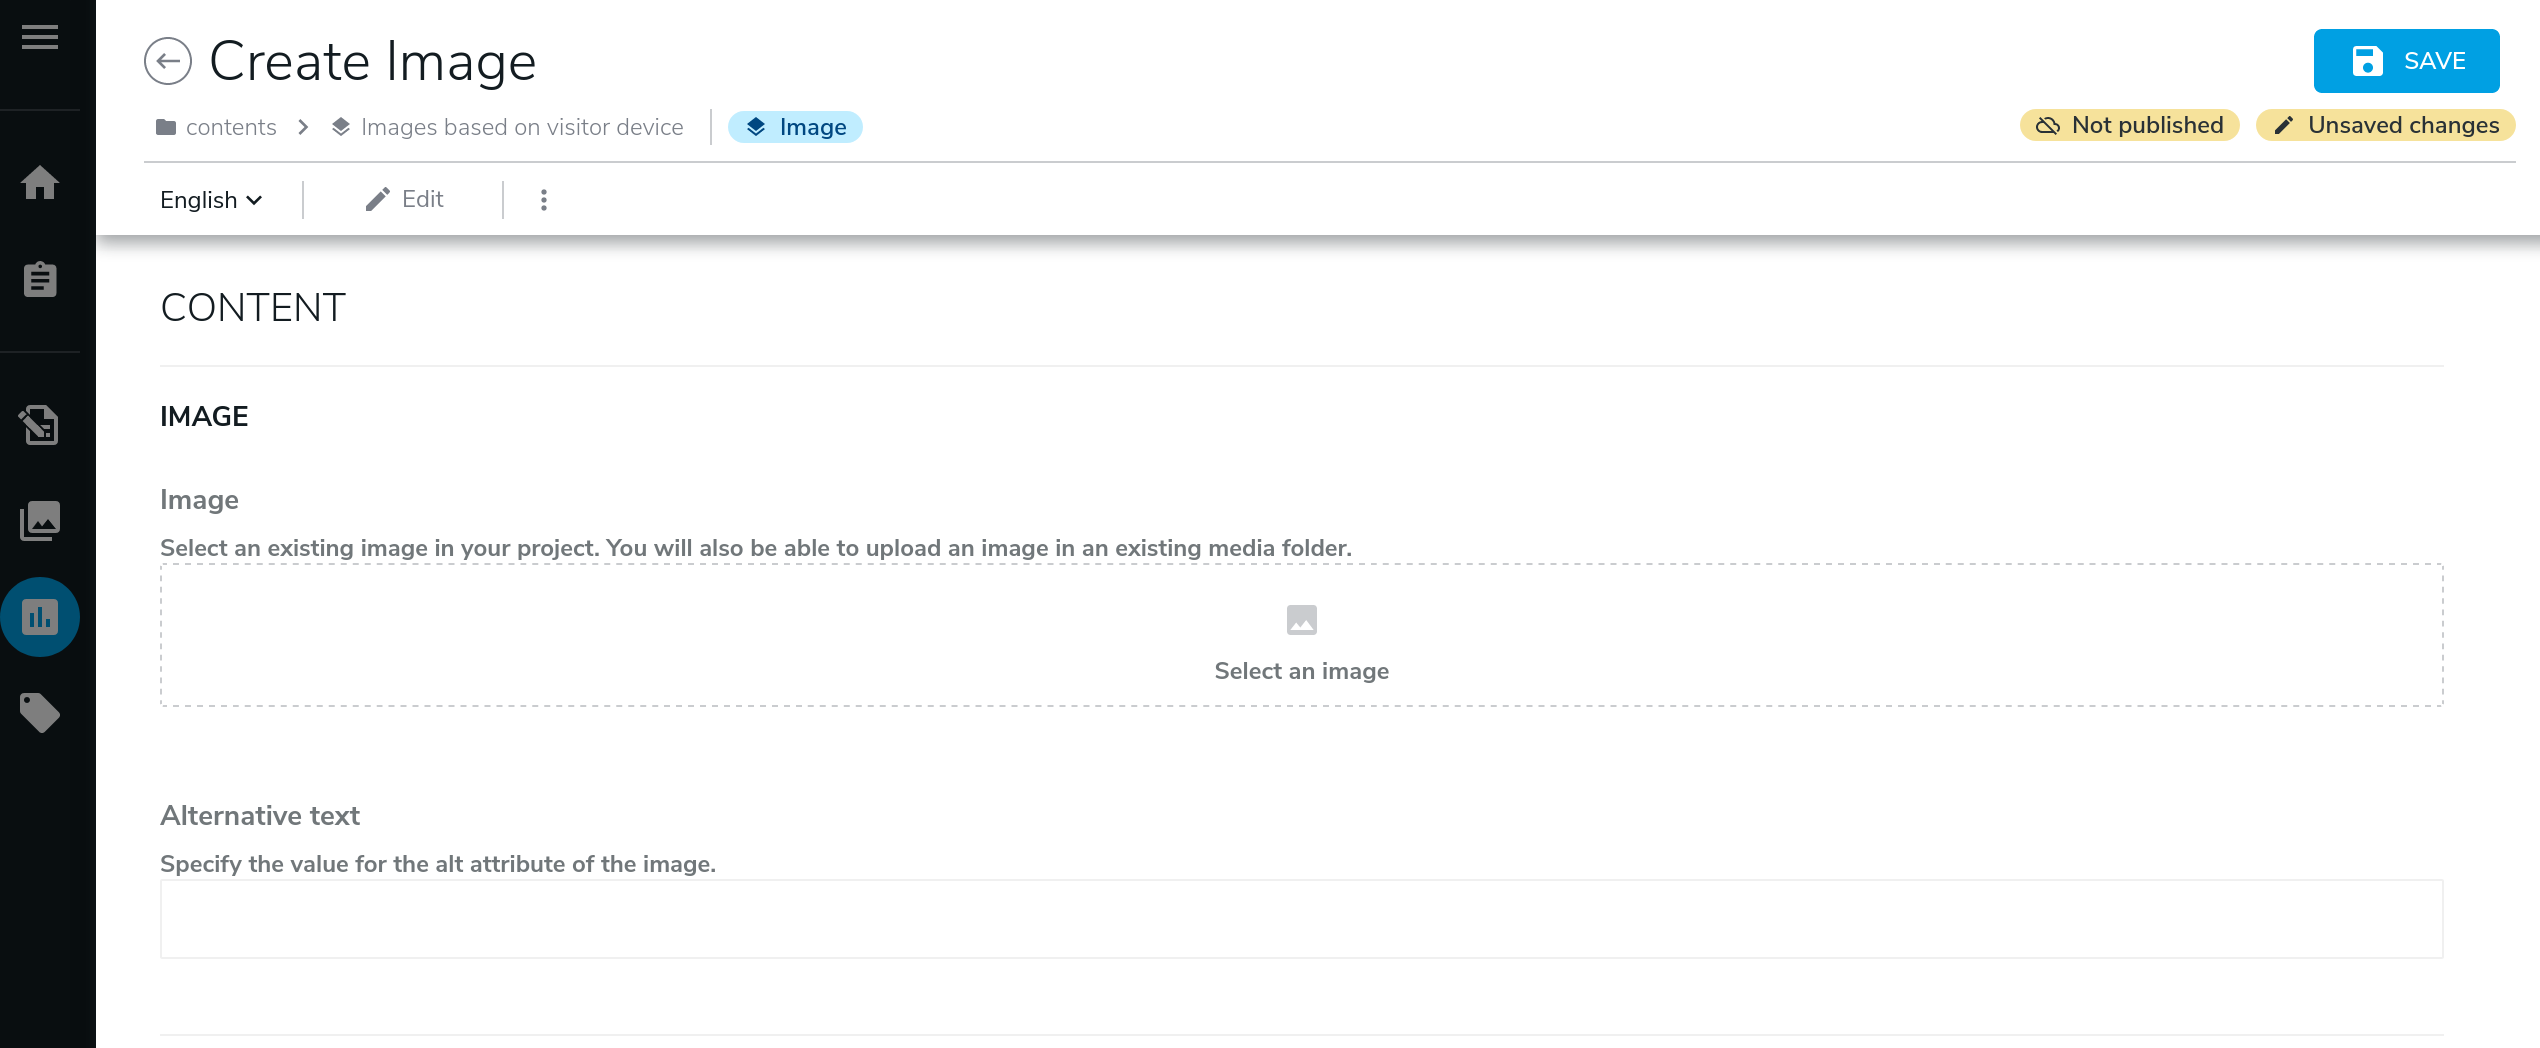 Create Image
SAVE
contents
Images based on visitor device
Image
Not published
Unsaved changes
English
Edit
CONTENT
IMAGE
Image
Select an existing image in your project. You will also be able to upload an image in an existing media folder.
Select an image
Alternative text
Specify the value for the alt attribute of the image.